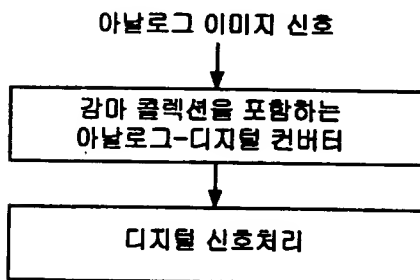 아날로그 이미지 신호
감마 콜렉션을 포함하는
아날로그-디지털 컨버터
디지털 신호처리